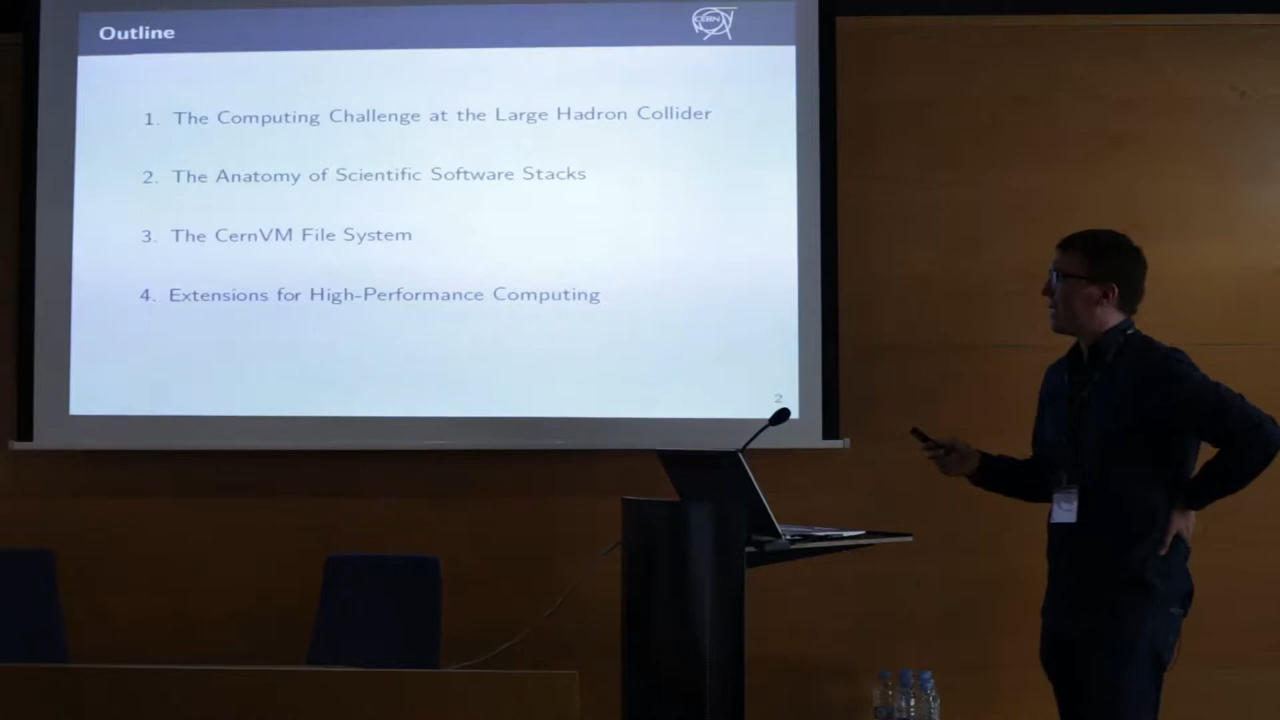 Outline
CERN
1. The Computing Challenge at the Large Hadron Collider
2. The Anatomy of Scientific Software Stacks
3. The CernVM File System
4. Extensions for High-Performance Computing
2